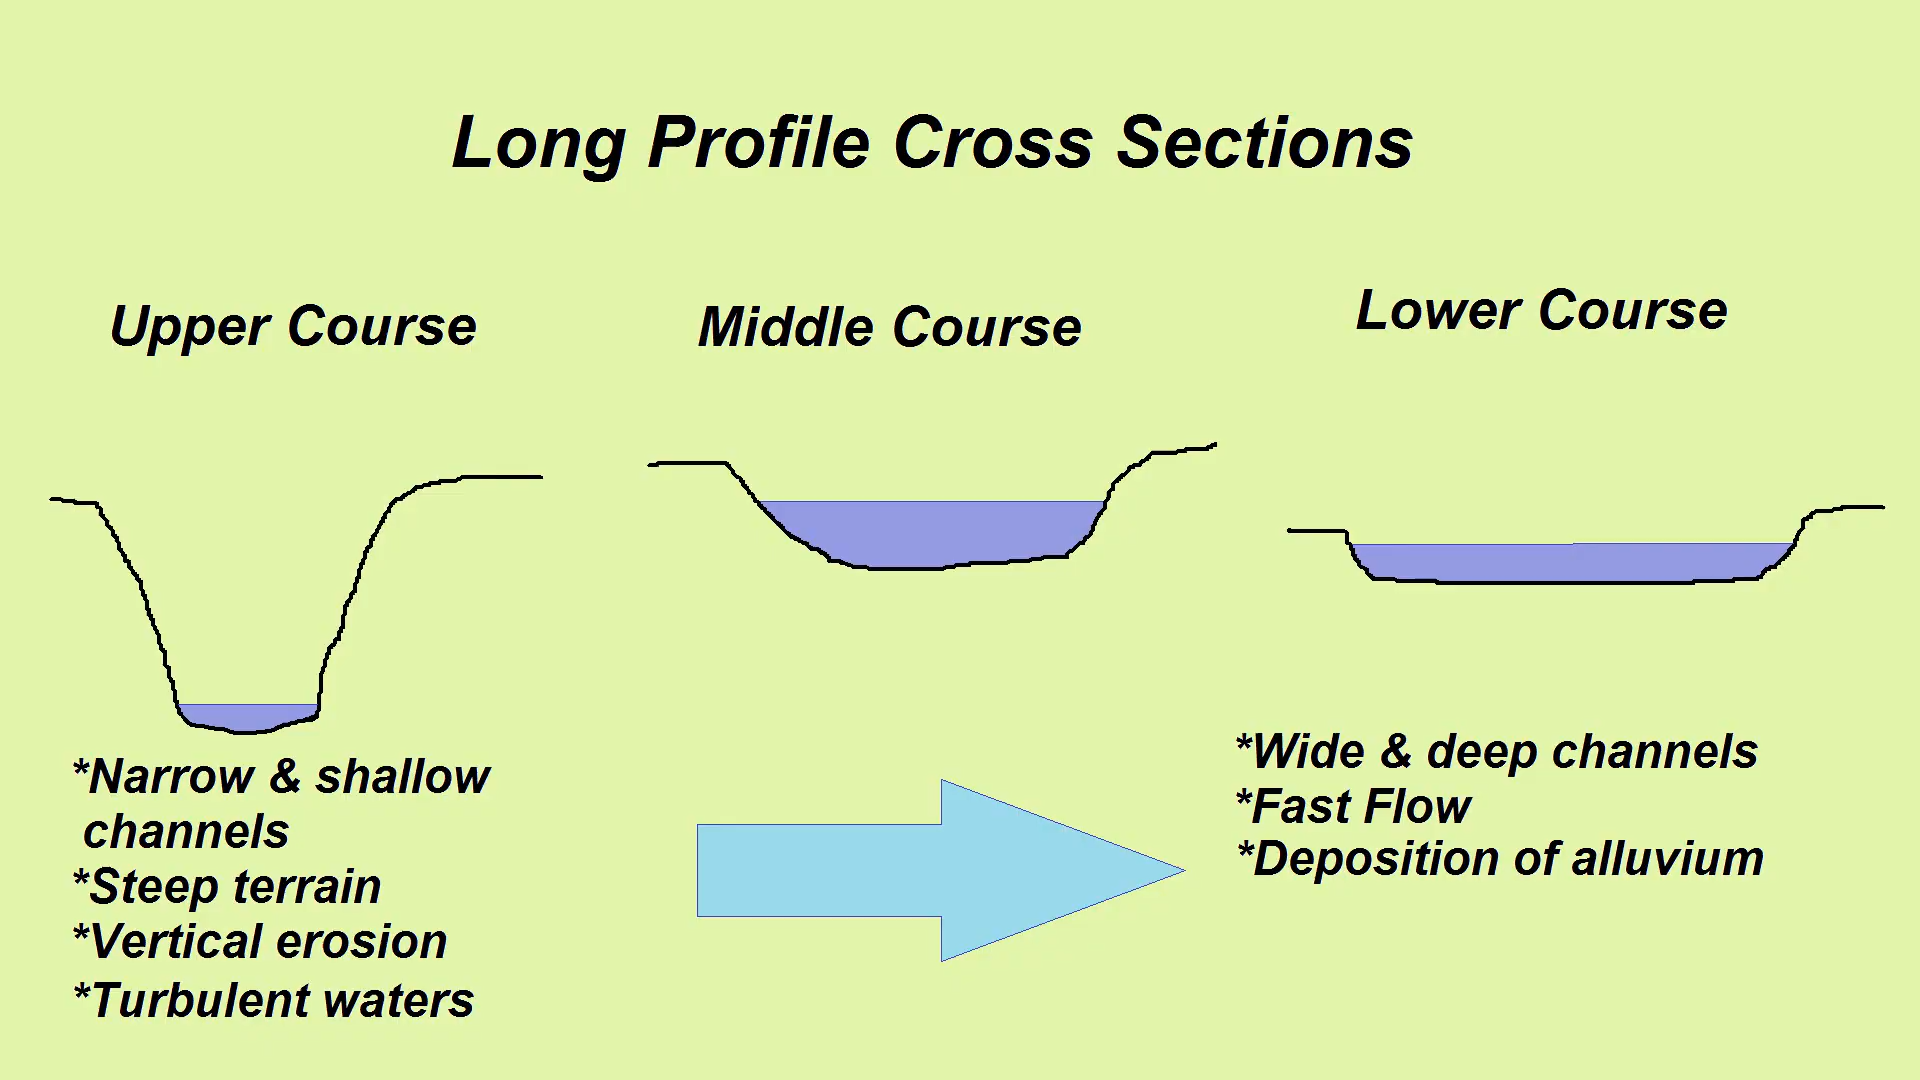 Long Profile Cross Sections
Upper Course
Middle Course
Lower Course
*Narrow & shallow
channels
*Steep terrain
*Vertical erosion
*Turbulent waters
*Wide & deep channels
*Fast Flow
*Deposition of alluvium